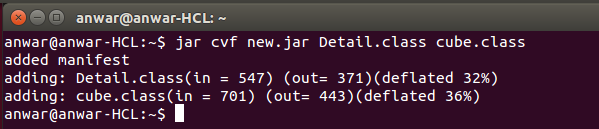 anwar@anwar-HCL: ~
anwar@anwar-HCL:~$ jar cvf new.jar Detail.class cube.class
added manifest
adding: Detail.class(in = 547) (out= 371)(deflated 32%)
adding: cube.class(in = 701) (out= 443)(deflated 36%)
anwar@anwar-HCL:~$